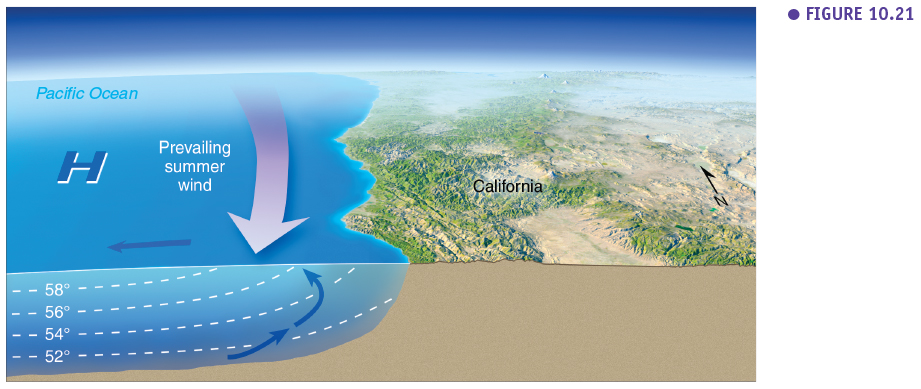 ● FIGURE 10.21
Pacific Ocean
H
Prevailing
summer
wind
California
N
58°
56°
54°
52°